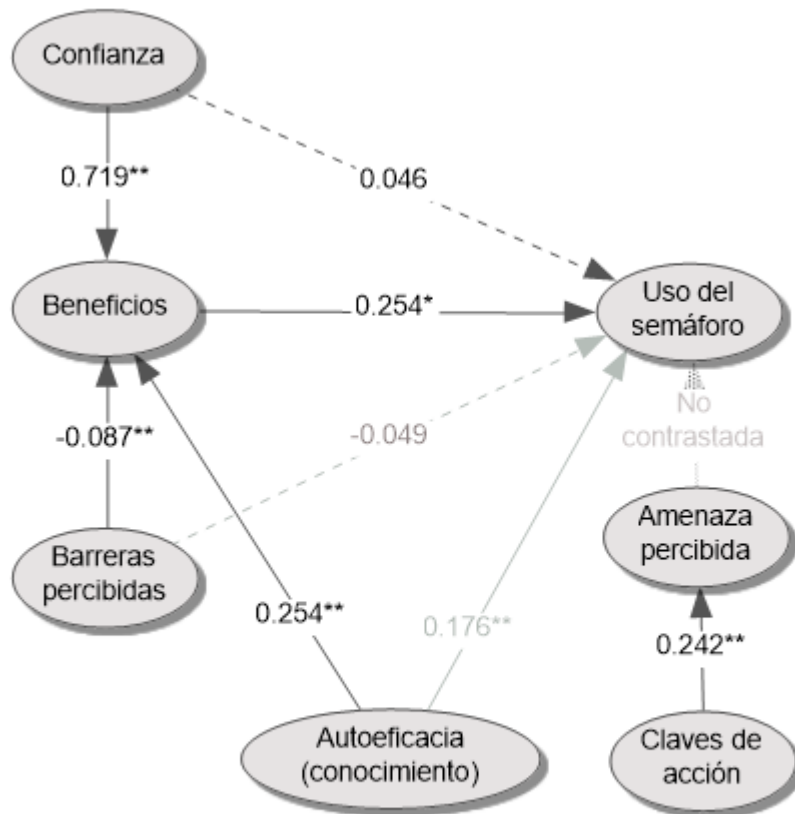 Confianza
0.719**
0.046
Beneficios
0.254*
Uso del
semáforo
-0.087**
-0.049
No
contrastada
Barreras
percibidas
Amenaza
percibida
0.254**
0.176**
0.242**
Autoeficacia
(conocimiento)
Claves de
acción